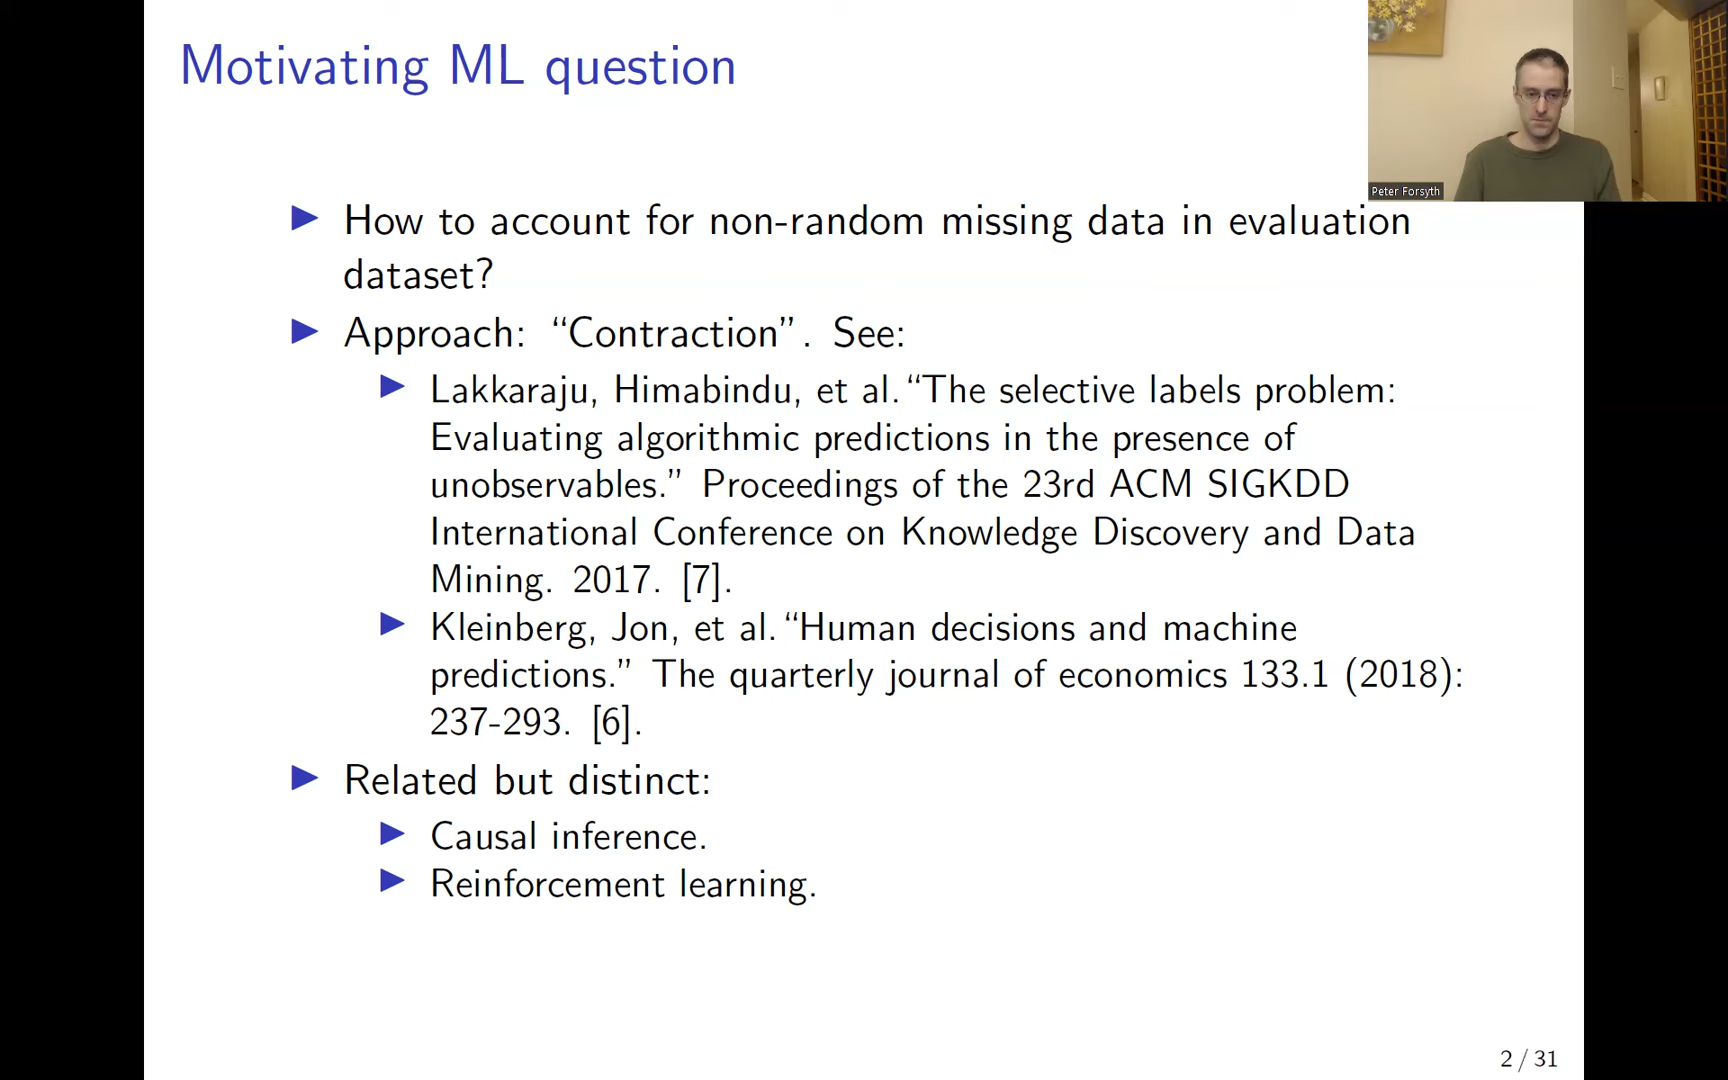 Motivating ML question
Peter Forsyth
How to account for non-random missing data in evaluation
dataset?
Approach: “Contraction”. See:
Lakkaraju, Himabindu, et al. “The selective labels problem:
Evaluating algorithmic predictions in the presence of
unobservables.” Proceedings of the 23rd ACM SIGKDD
International Conference on Knowledge Discovery and Data
Mining. 2017. [7].
Kleinberg, Jon, et al. “Human decisions and machine
predictions.” The quarterly journal of economics 133.1 (2018):
237-293. [6].
Related but distinct:
Causal inference.
Reinforcement learning.
2 / 31